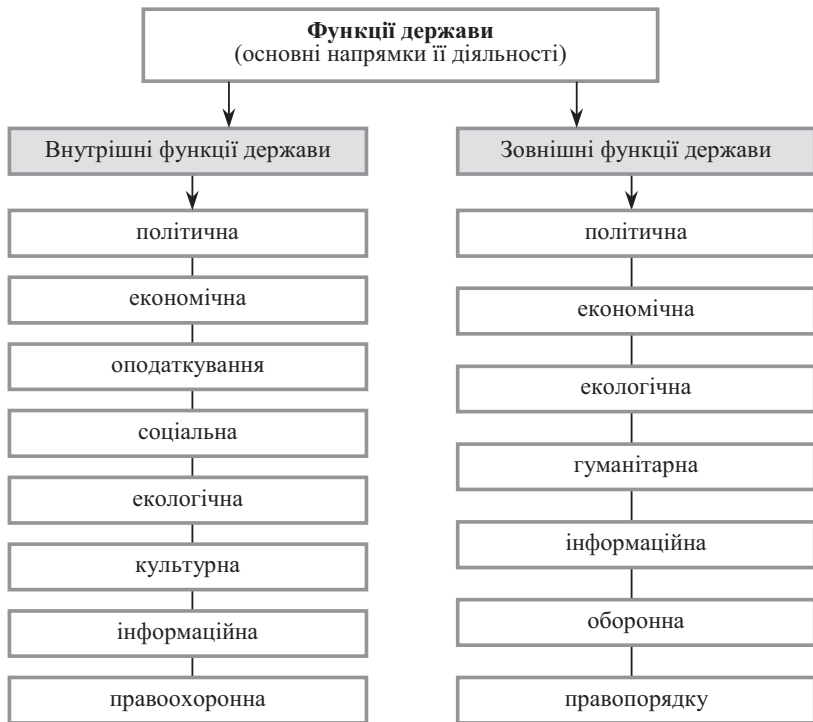 Функції держави
(основні напрямки її діяльності)
Внутрішні функції держави
політична
економічна
оподаткування
соціальна
екологічна
культурна
інформаційна
правоохоронна
Зовнішні функції держави
політична
економічна
екологічна
гуманітарна
інформаційна
оборонна
правопорядку